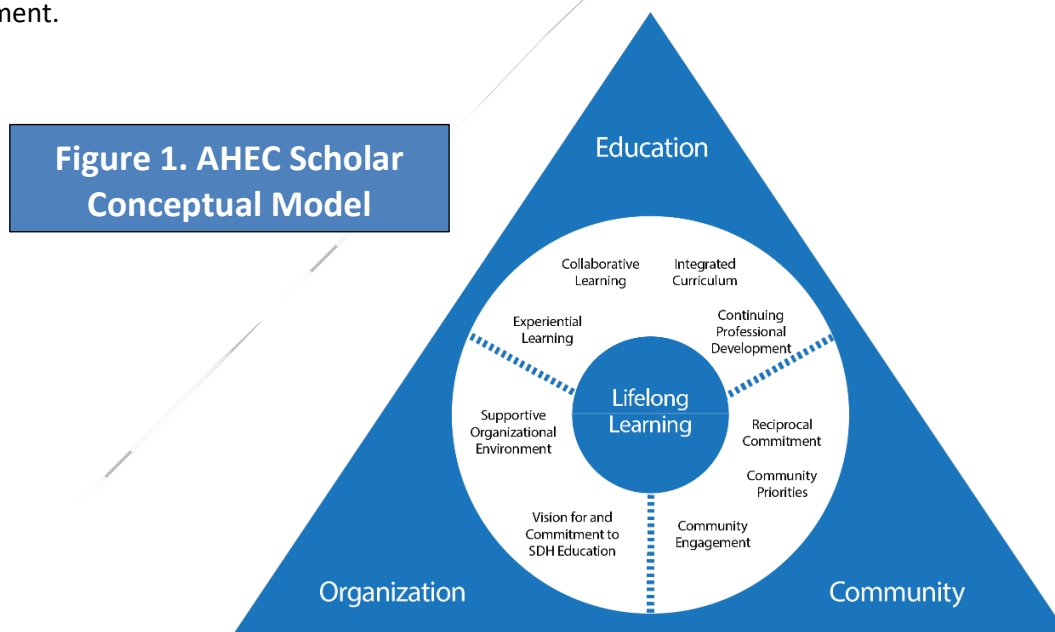 ment.
Figure 1. AHEC Scholar
Conceptual Model
Education
Collaborative
Learning
Integrated
Curriculum
Experiential
Learning
Continuing
Professional
Development
Lifelong
Learning
Supportive
Organizational
Environment
Reciprocal
Commitment
Community
Priorities
Vision for and
Commitment to
SDH Education
Community
Engagement
Organization
Community